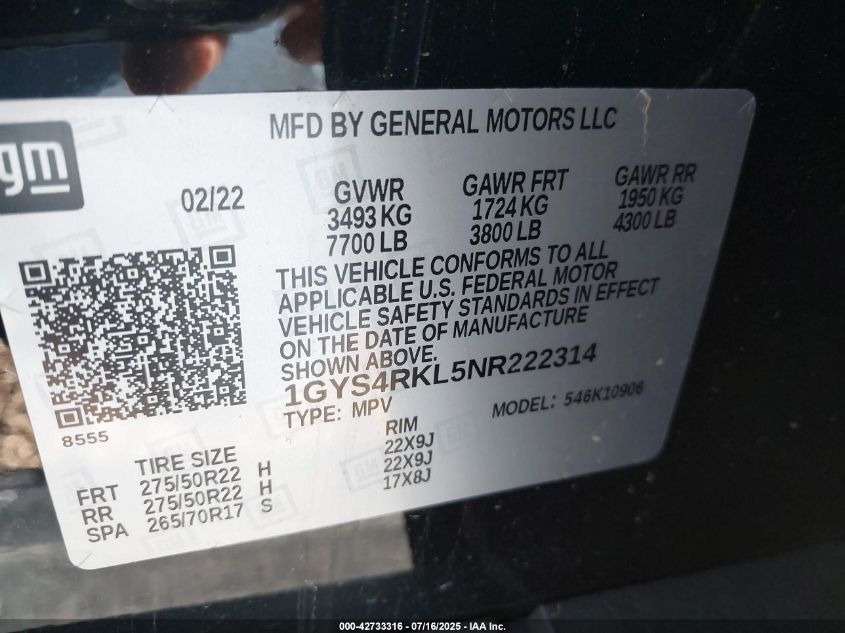 gm
MFD BY GENERAL MOTORS LLC
02/22
GVWR
3493 KG
7700 LB
GAWR FRT
1724 KG
3800 LB
GAWR RR
1950 KG
4300 LB
THIS VEHICLE CONFORMS TO ALL
APPLICABLE U.S. FEDERAL MOTOR
VEHICLE SAFETY STANDARDS IN EFFECT
ON THE DATE OF MANUFACTURE
SHOWN ABOVE.
1GYS4RKL5NR222314
TYPE: MPV
MODEL: 546K10906
8555
TIRE SIZE
RIM
FRT 275/50R22 H 22X9J
RR 275/50R22 H 22X9J
SPA 265/70R17 S 17X8J
000-42733316 - 07/16/2025 - IAA Inc.